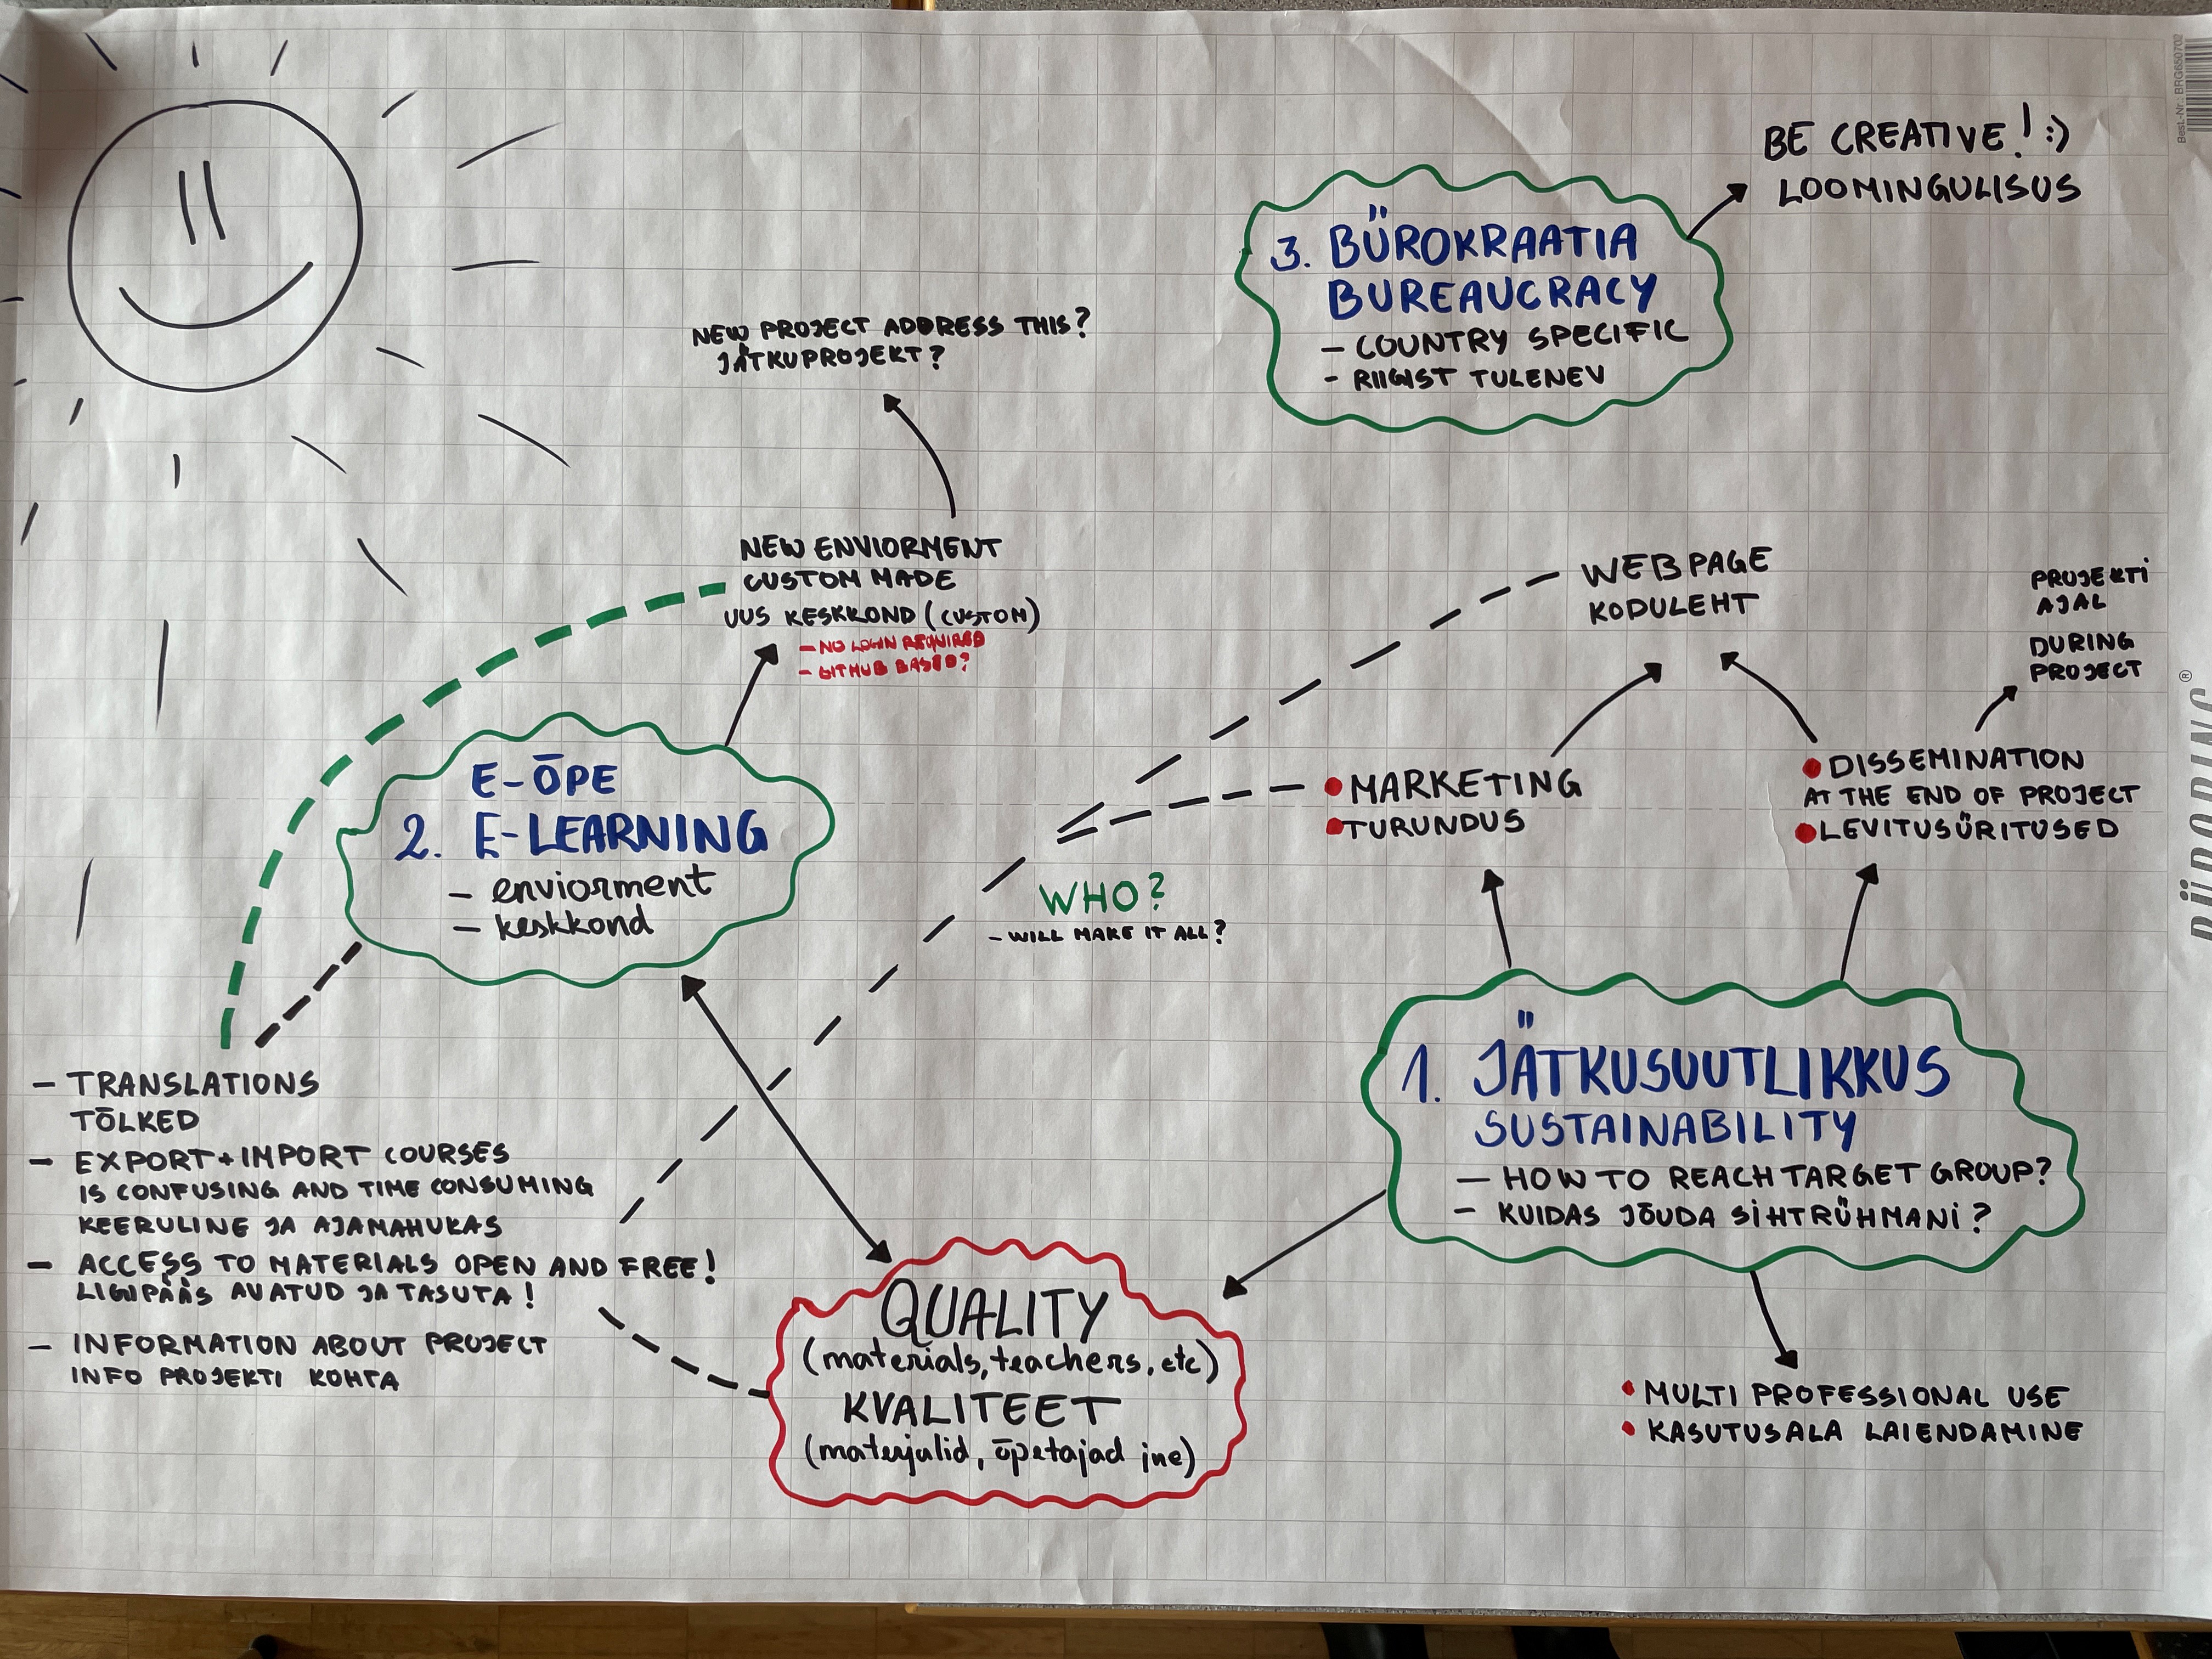 BE CREATIVE! :)
LOOMINGULISUS
3. BÜROKRAATIA
BUREAUCRACY
- COUNTRY SPECIFIC
- RIIGIST TULENEV
NEW PROJECT ADDRESS THIS?
JÄTKUPROJEKT?
NEW ENVIORMENT
CUSTOM MADE
UUS KESKKOND (CUSTOM)
- NO LOGIN REQUIRED
- GITHUB BASED?
WEBPAGE
KODULEHT
PROJEKTI
AJAL
DURING
PROJECT
E-ÕPE
2. E-LEARNING
- enviorment
- keskkond
MARKETING
TURUNDUS
DISSEMINATION
AT THE END OF PROJECT
LEVITUSÜRITUSED
WHO?
- WILL MAKE IT ALL?
1. JÄTKUSUUTLIKKUS
SUSTAINABILITY
- HOW TO REACH TARGET GROUP?
- KUIDAS JÕUDA SIHTRÜHMANI?
- TRANSLATIONS
TÕLKED
- EXPORT+IMPORT COURSES
IS CONFUSING AND TIME CONSUMING
KEERULINE JA AJAMAHUKAS
- ACCESS TO MATERIALS OPEN AND FREE!
LIGIPÄÄS AVATUD JA TASUTA!
- INFORMATION ABOUT PROJECT
INFO PROJEKTI KOHTA
QUALITY
(materials, teachers, etc)
KVALITEET
(materjalid, õpetajad jne)
• MULTI PROFESSIONAL USE
• KASUTUSALA LAIENDAMINE
Best.-Nr.: BRG650702